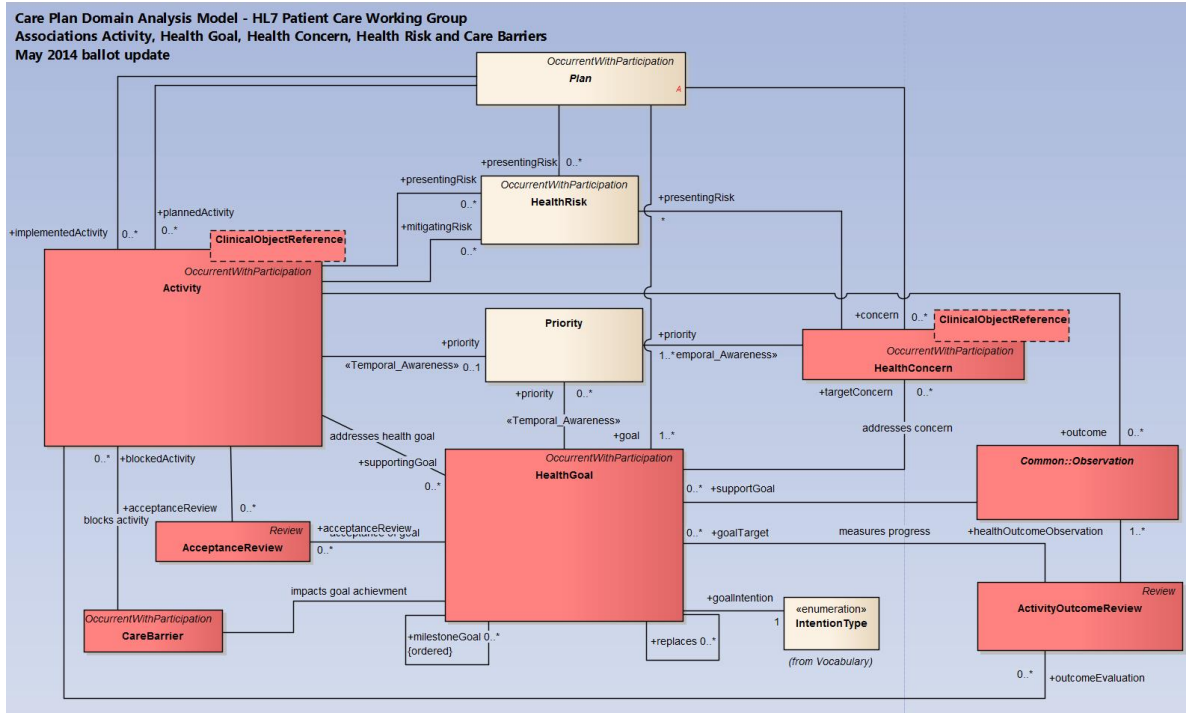 Care Plan Domain Analysis Model - HL7 Patient Care Working Group
Associations Activity, Health Goal, Health Concern, Health Risk and Care Barriers
May 2014 ballot update
OccurrentWithParticipation
Plan
A
+presentingRisk 0..*
+presentingRisk
0..*
OccurrentWithParticipation
HealthRisk
+presentingRisk
*
+mitigatingRisk
0..*
+plannedActivity
0..*
+implementedActivity 0..*
ClinicalObjectReference
OccurrentWithParticipation
Activity
Priority
+priority
«Temporal_Awareness» 0..1
+priority
1..* emporal_Awareness»
+concern 0..*
ClinicalObjectReference
OccurrentWithParticipation
HealthConcern
+priority 0..*
«Temporal_Awareness»
+targetConcern 0..*
addresses concern
+goal 1..*
addresses health goal
+supportingGoal
0..*
+outcome 0..*
OccurrentWithParticipation
HealthGoal
Common::Observation
0..* +blockedActivity
0..* +supportGoal
+acceptanceReview 0..*
blocks activity
+acceptanceReview
acceptance of goal
0..*
Review
AcceptanceReview
0..* +goalTarget
measures progress
+healthOutcomeObservation 1..*
impacts goal achievment
OccurrentWithParticipation
CareBarrier
+goalIntention
1
«enumeration»
IntentionType
(from Vocabulary)
Review
ActivityOutcomeReview
+milestoneGoal 0..*
{ordered}
+replaces 0..*
0..* +outcomeEvaluation